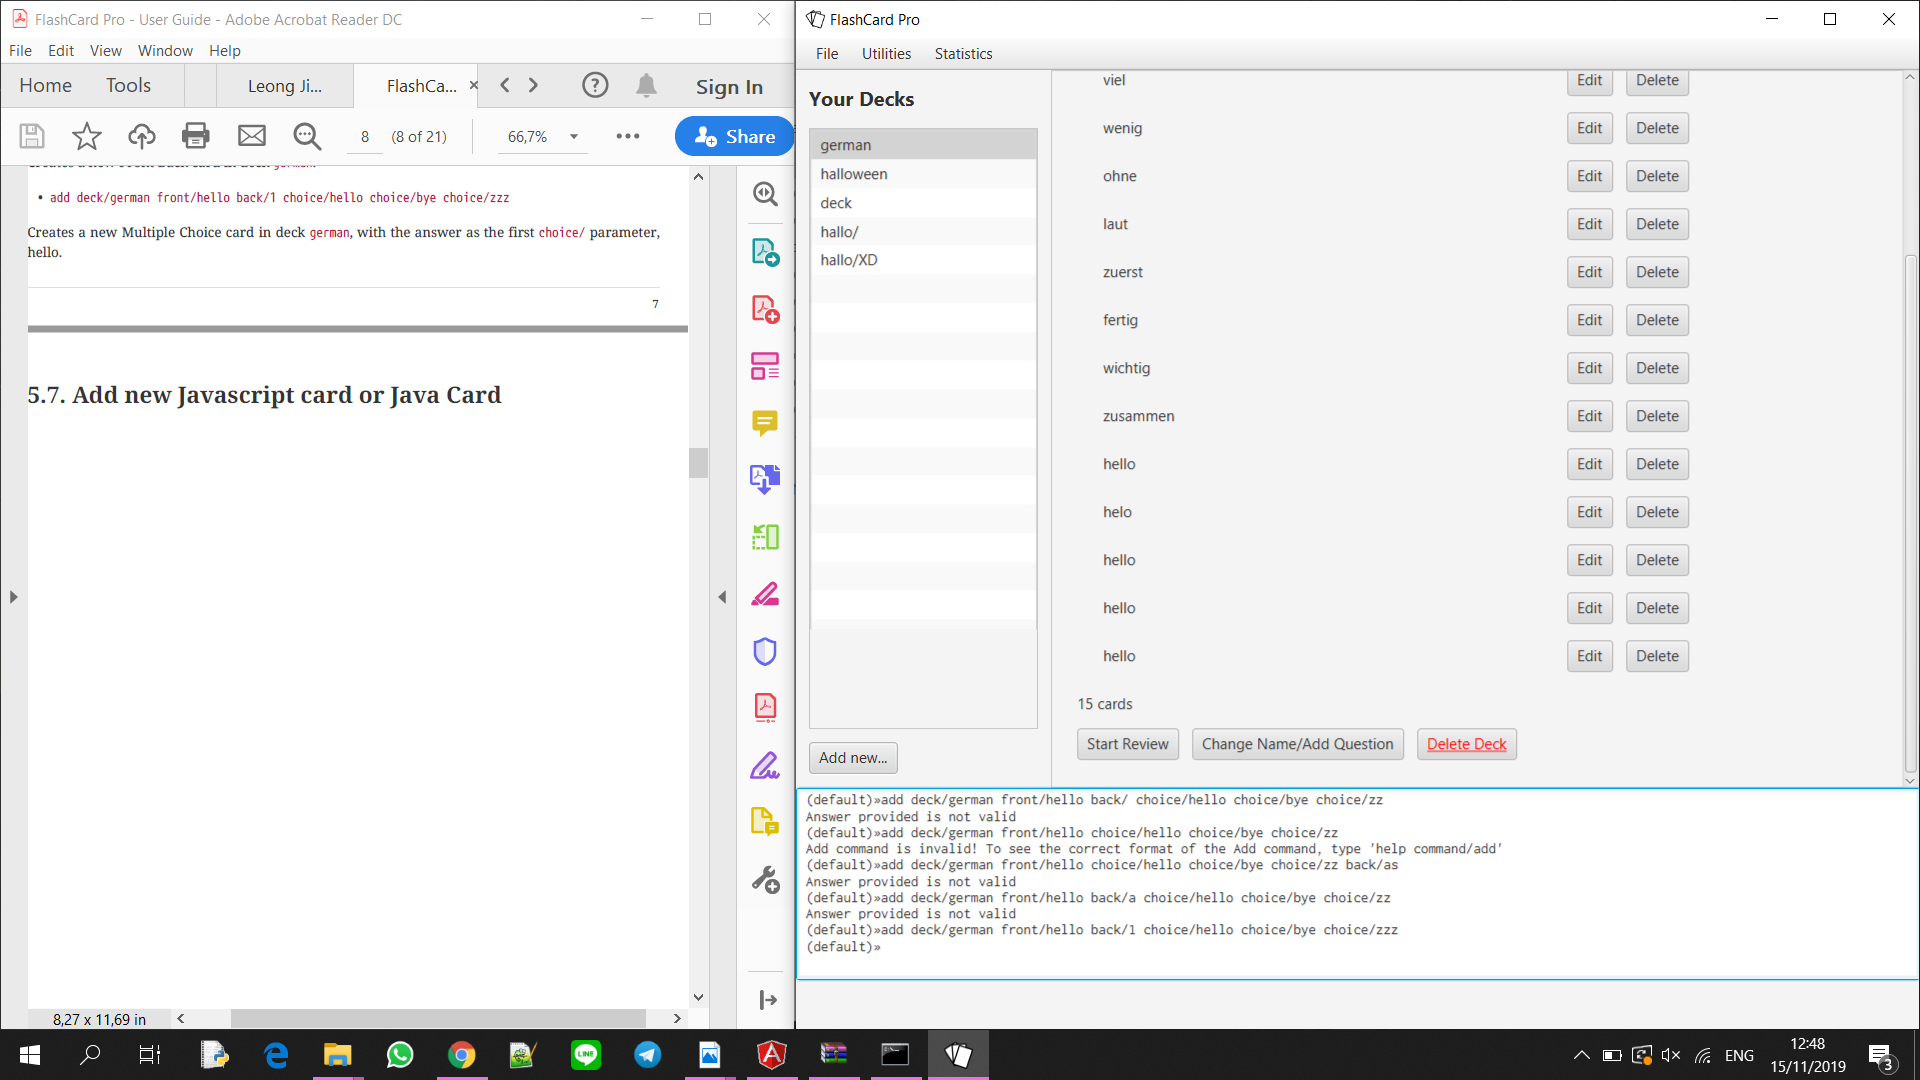 FlashCard Pro - User Guide - Adobe Acrobat Reader DC
File Edit View Window Help
Home Tools Leong Ji... FlashCa... Sign In
8 (8 of 21) 66,7% Share
• add deck/german front/hello back/1 choice/hello choice/bye choice/zzz
Creates a new Multiple Choice card in deck german, with the answer as the first choice/ parameter,
hello.
7
5.7. Add new Javascript card or Java Card
8,27 x 11,69 in
FlashCard Pro
File Utilities Statistics
Your Decks
german
halloween
deck
hallo/
hallo/XD
Add new...
viel Edit Delete
wenig Edit Delete
ohne Edit Delete
laut Edit Delete
zuerst Edit Delete
fertig Edit Delete
wichtig Edit Delete
zusammen Edit Delete
hello Edit Delete
helo Edit Delete
hello Edit Delete
hello Edit Delete
hello Edit Delete
15 cards
Start Review Change Name/Add Question Delete Deck
(default)»add deck/german front/hello back/ choice/hello choice/bye choice/zz
Answer provided is not valid
(default)»add deck/german front/hello choice/hello choice/bye choice/zz
Add command is invalid! To see the correct format of the Add command, type 'help command/add'
(default)»add deck/german front/hello choice/hello choice/bye choice/zz back/as
Answer provided is not valid
(default)»add deck/german front/hello back/a choice/hello choice/bye choice/zz
Answer provided is not valid
(default)»add deck/german front/hello back/1 choice/hello choice/bye choice/zzz
(default)»
LINE
ENG
12:48
15/11/2019
3